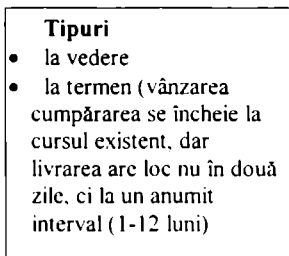 Tipuri
• la vedere
• la termen (vânzarea
cumpărarea se încheie la
cursul existent, dar
livrarea arc loc nu în două
zile, ci la un anumit
interval (1-12 luni)